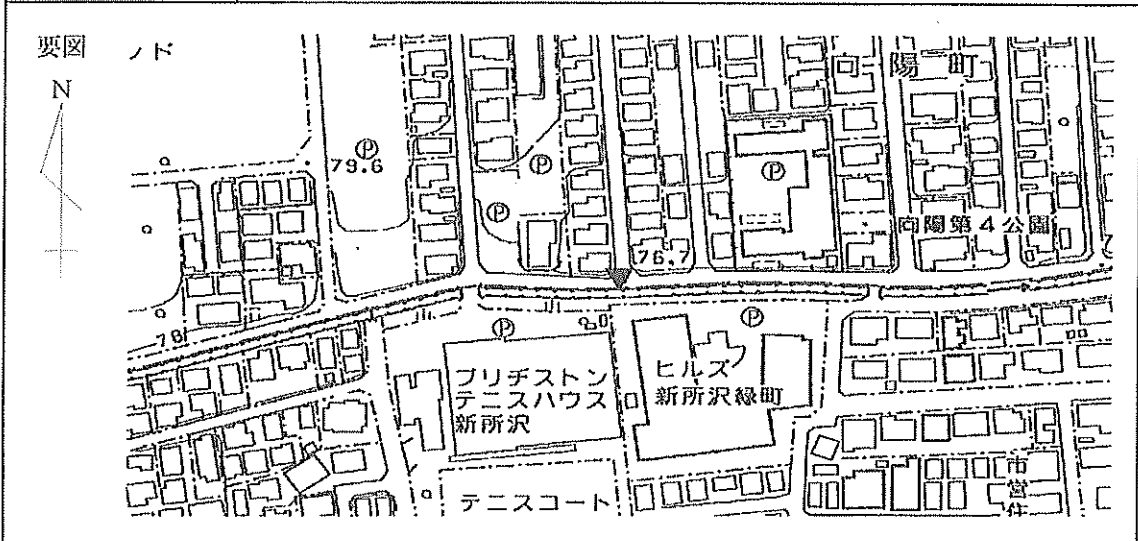 要図
ノド
N
向陽町
Ⓟ
79.6
Ⓟ
Ⓟ
Ⓟ
向陽第4公園
76.7
78
Ⓟ
Ⓟ
ブリヂストン
テニスハウス
新所沢
ヒルズ
新所沢緑町
テニスコート
市営住